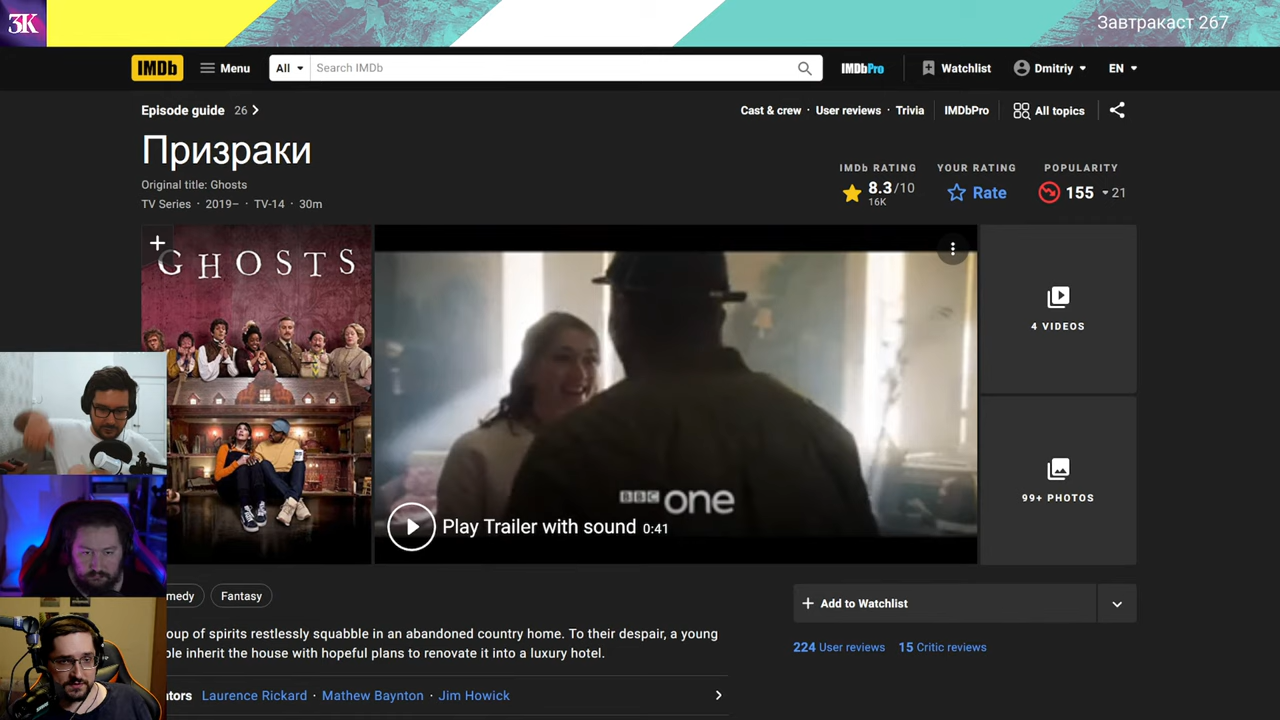 ЗК
Завтракаст 267
IMDb
Menu
All
Search IMDb
IMDbPro
Watchlist
Dmitriy
EN
Episode guide 26
Cast & crew · User reviews · Trivia
IMDbPro
All topics
Призраки
Original title: Ghosts
TV Series · 2019– · TV-14 · 30m
IMDb RATING
8.3/10
16K
YOUR RATING
Rate
POPULARITY
155
21
GHOSTS
BBC one
Play Trailer with sound 0:41
4 VIDEOS
99+ PHOTOS
medy
Fantasy
Add to Watchlist
oup of spirits restlessly squabble in an abandoned country home. To their despair, a young
ple inherit the house with hopeful plans to renovate it into a luxury hotel.
224 User reviews
15 Critic reviews
tors
Laurence Rickard · Mathew Baynton · Jim Howick